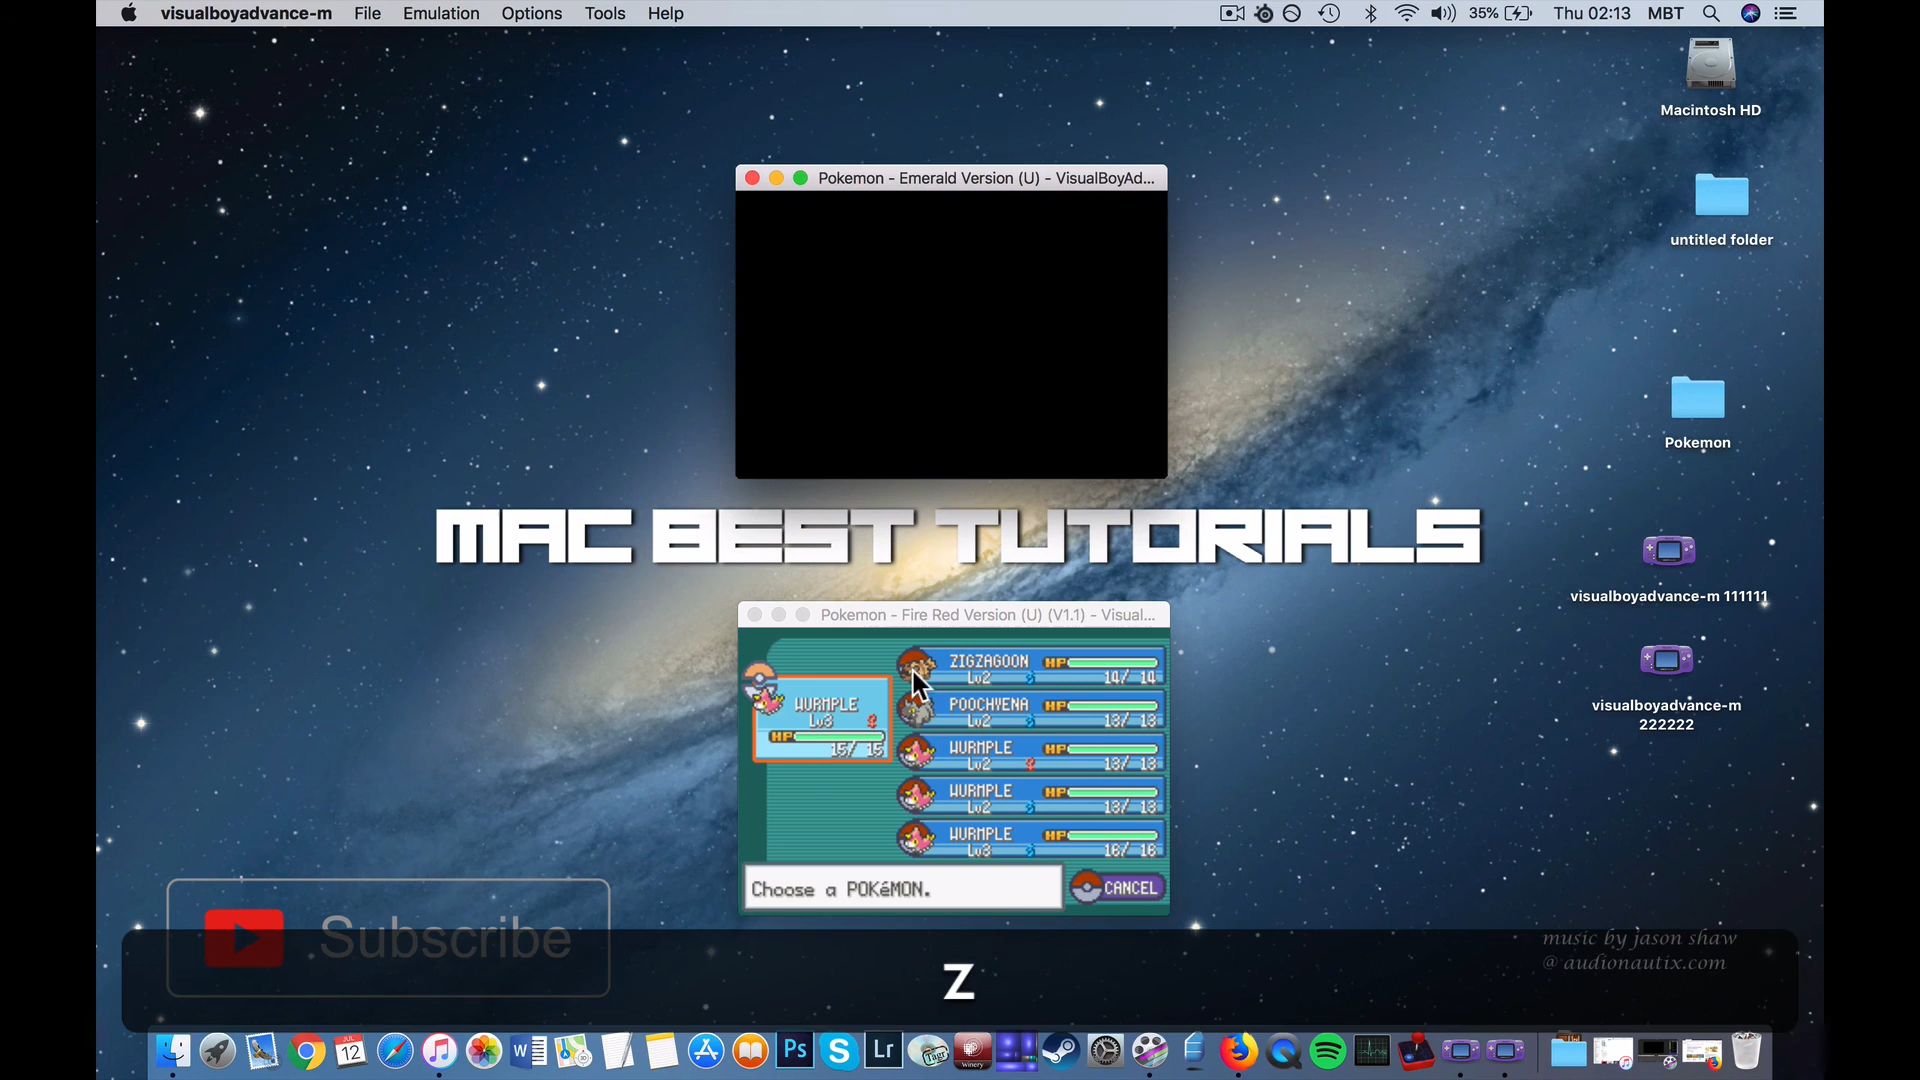 visualboyadvance-m File Emulation Options Tools Help 35% Thu 02:13 MBT
Macintosh HD
untitled folder
Pokemon - Emerald Version (U) - VisualBoyAd...
Pokemon
MAC BEST TUTORIALS
visualboyadvance-m 111111
Pokemon - Fire Red Version (U) (V1.1) - Visual...
ZIGZAGOON HP
Lv2 ♂ 14/ 14
WURMPLE
Lv3 ♀
HP
15/ 15
POOCHYENA HP
Lv2 ♂ 13/ 13
WURMPLE HP
Lv2 ♀ 13/ 13
WURMPLE HP
Lv2 ♂ 13/ 13
WURMPLE HP
Lv3 ♂ 16/ 16
Choose a POKéMON.
CANCEL
visualboyadvance-m
222222
Subscribe
music by jason shaw
@ audionautix.com
Z
JUL
12
W
Ps
S
Lr
Tagr
winery